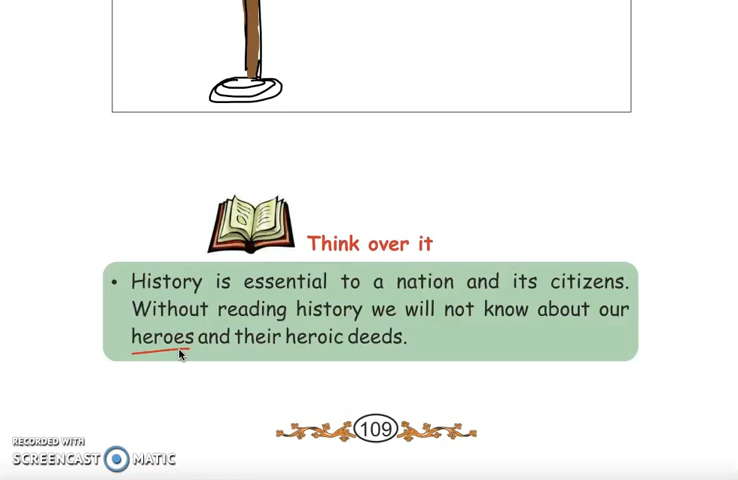 Think over it
• History is essential to a nation and its citizens.
Without reading history we will not know about our
heroes and their heroic deeds.
109
RECORDED WITH
SCREENCAST MATIC